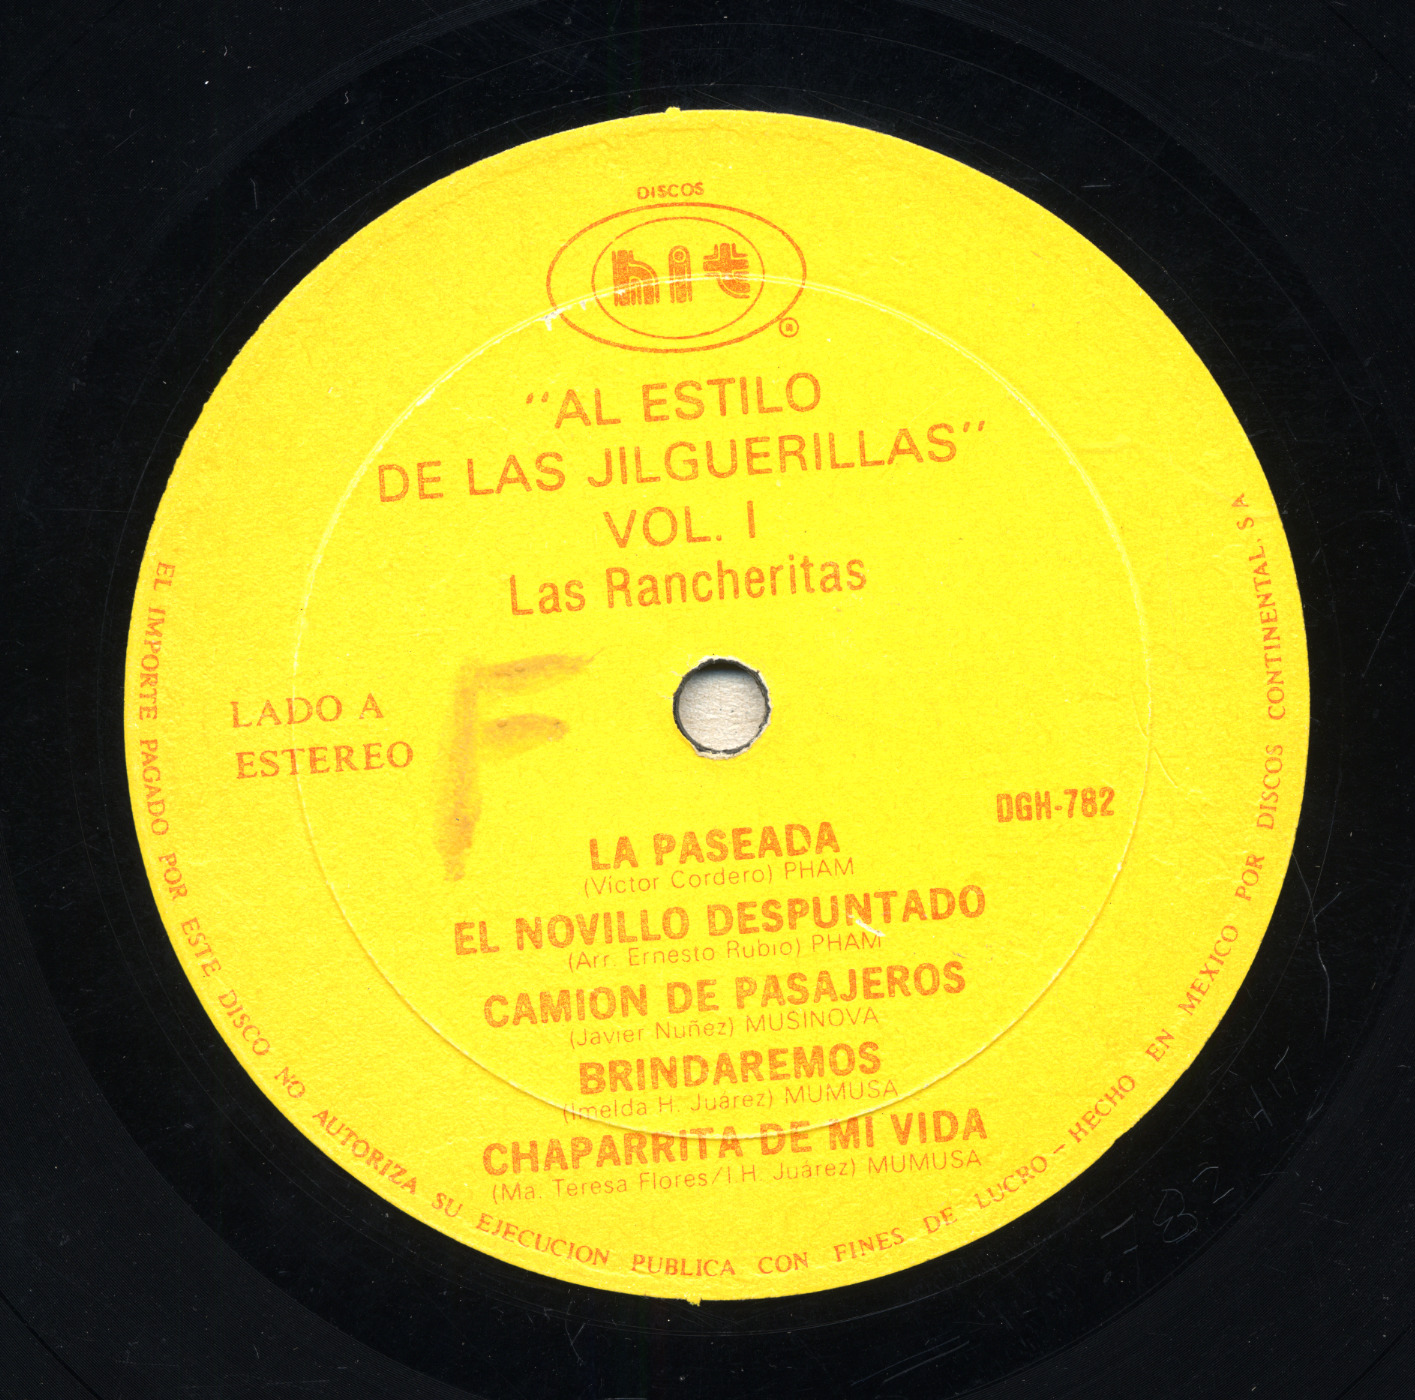 DISCOS
hit
®
"AL ESTILO
DE LAS JILGUERILLAS"
VOL. I
Las Rancheritas
F
LADO A
ESTEREO
DGH-782
LA PASEADA
(Víctor Cordero) PHAM
EL NOVILLO DESPUNTADO
(Arr. Ernesto Rubio) PHAM
CAMION DE PASAJEROS
(Javier Nuñez) MUSINOVA
BRINDAREMOS
(Imelda H. Juárez) MUMUSA
CHAPARRITA DE MI VIDA
(Ma. Teresa Flores/I.H. Juárez) MUMUSA
EL IMPORTE PAGADO POR ESTE DISCO NO AUTORIZA SU EJECUCION PUBLICA CON FINES DE LUCRO – HECHO EN MEXICO POR DISCOS CONTINENTAL, S A